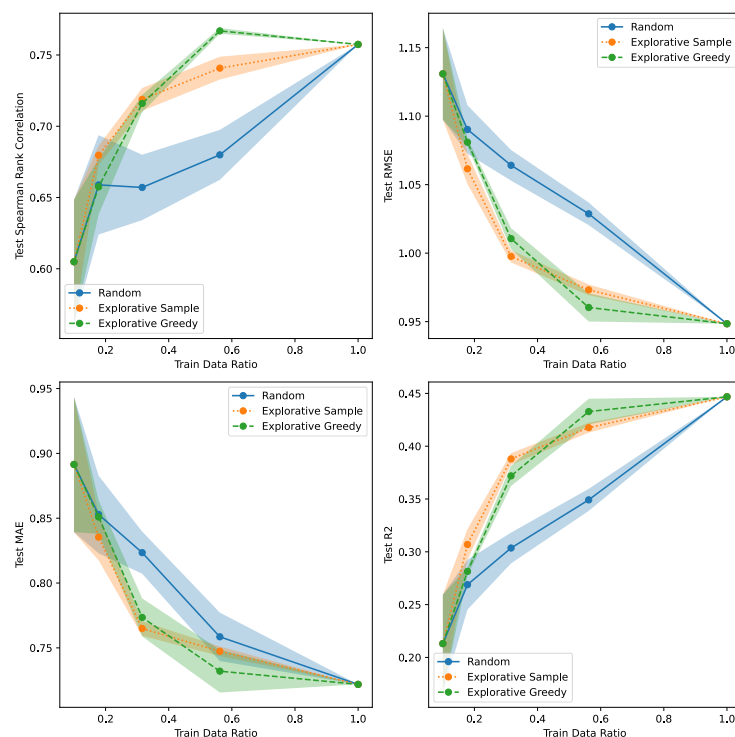 Test Spearman Rank Correlation
0.75
0.70
0.65
0.60
Random
Explorative Sample
Explorative Greedy
0.2 0.4 0.6 0.8 1.0
Train Data Ratio
Test RMSE
1.15
1.10
1.05
1.00
0.95
Random
Explorative Sample
Explorative Greedy
0.2 0.4 0.6 0.8 1.0
Train Data Ratio
Test MAE
0.95
0.90
0.85
0.80
0.75
Random
Explorative Sample
Explorative Greedy
0.2 0.4 0.6 0.8 1.0
Train Data Ratio
Test R2
0.45
0.40
0.35
0.30
0.25
0.20
Random
Explorative Sample
Explorative Greedy
0.2 0.4 0.6 0.8 1.0
Train Data Ratio